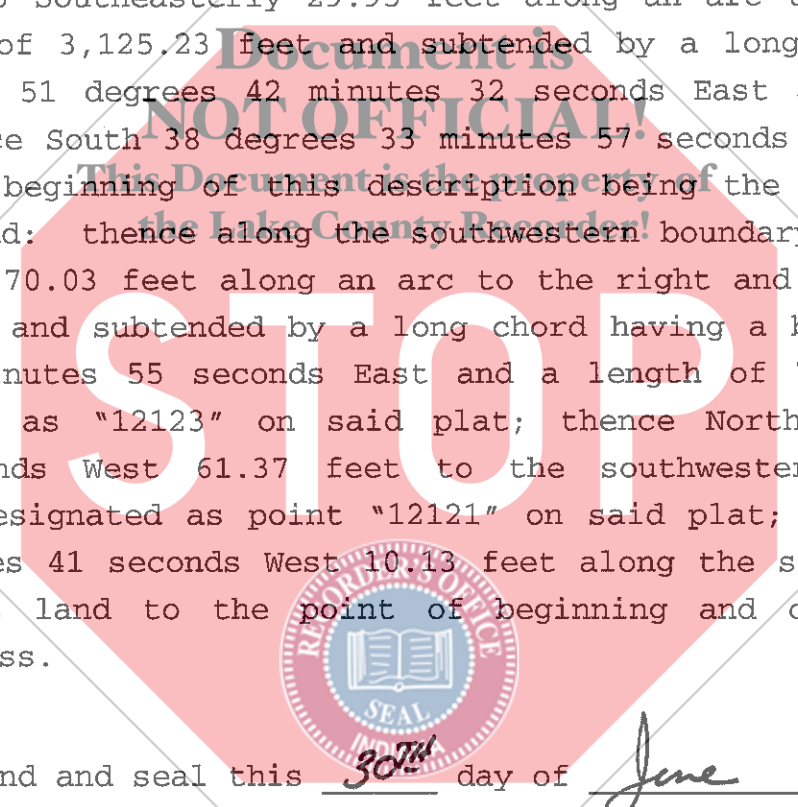 Southeasterly 29.95 feet along an arc
of 3,125.23 feet and subtended by a long
Document is
51 degrees 42 minutes 32 seconds East
NOT OFFICIAL!
South 38 degrees 33 minutes 57 seconds
This Document is the property of
beginning of this description being the
the Lake County Recorder!
thence along the southwestern boundary
70.03 feet along an arc to the right and
and subtended by a long chord having a
STOP
55 seconds East and a length of
as "12123" on said plat; thence North
West 61.37 feet to the southwester
designated as point "12121" on said plat;
41 seconds West 10.13 feet along the
land to the point of beginning and
RECORDER'S OFFICE
SEAL
INDIANA
and seal this 30TH day of June